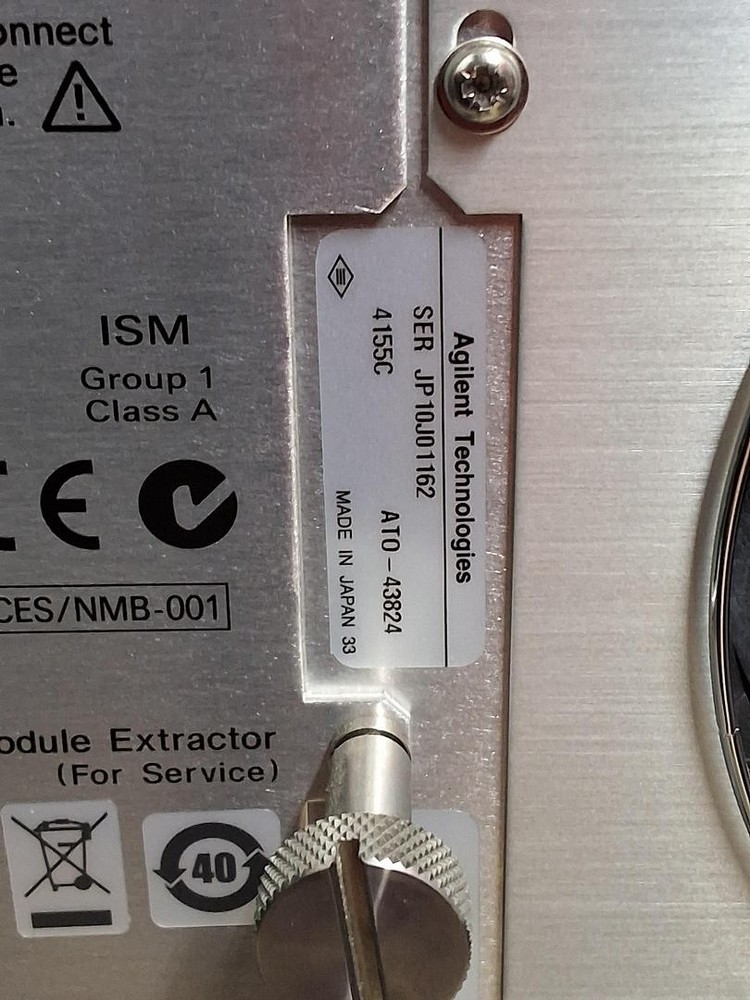 onnect
e
.
ISM
Group 1
Class A
CE
CES/NMB-001
Agilent Technologies
SER JP10J01162
4155C ATO-43824
MADE IN JAPAN 33
odule Extractor
(For Service)
40